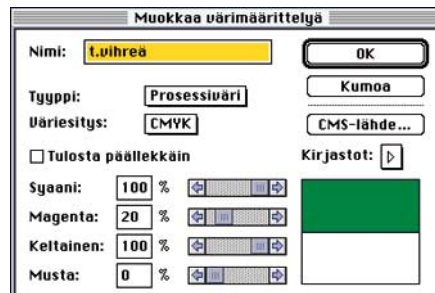 Muokkaa värimäärittelyä
Nimi: t.vihreä
OK
Kumoa
Tyyppi: Prosessiväri
Väriesitys: CMYK
CMS-lähde...
Tulosta päällekkäin
Kirjastot:
Syaani: 100 %
Magenta: 20 %
Keltainen: 100 %
Musta: 0 %